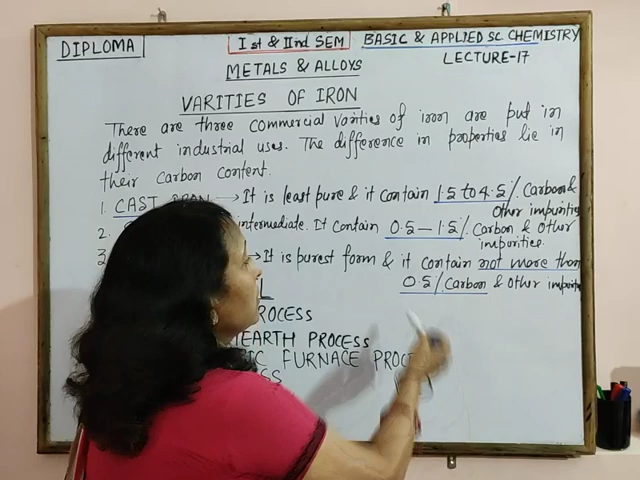 DIPLOMA
Ist & IInd SEM
BASIC & APPLIED SC CHEMISTRY
LECTURE-17
METALS & ALLOYS
VARITIES OF IRON
There are three commercial varities of iron are put in
different industrial uses. The difference in properties lie in
their carbon content.
1. CAST → It is least pure & it contain 1.5 to 4.5% Carbon &
Other impurities
2. intermediate. It contain 0.5 - 1.5% Carbon & other
impurities.
3 → It is purest form & it contain not more than
0.5% Carbon & Other
PROCESS
HEARTH PROCESS
FURNACE